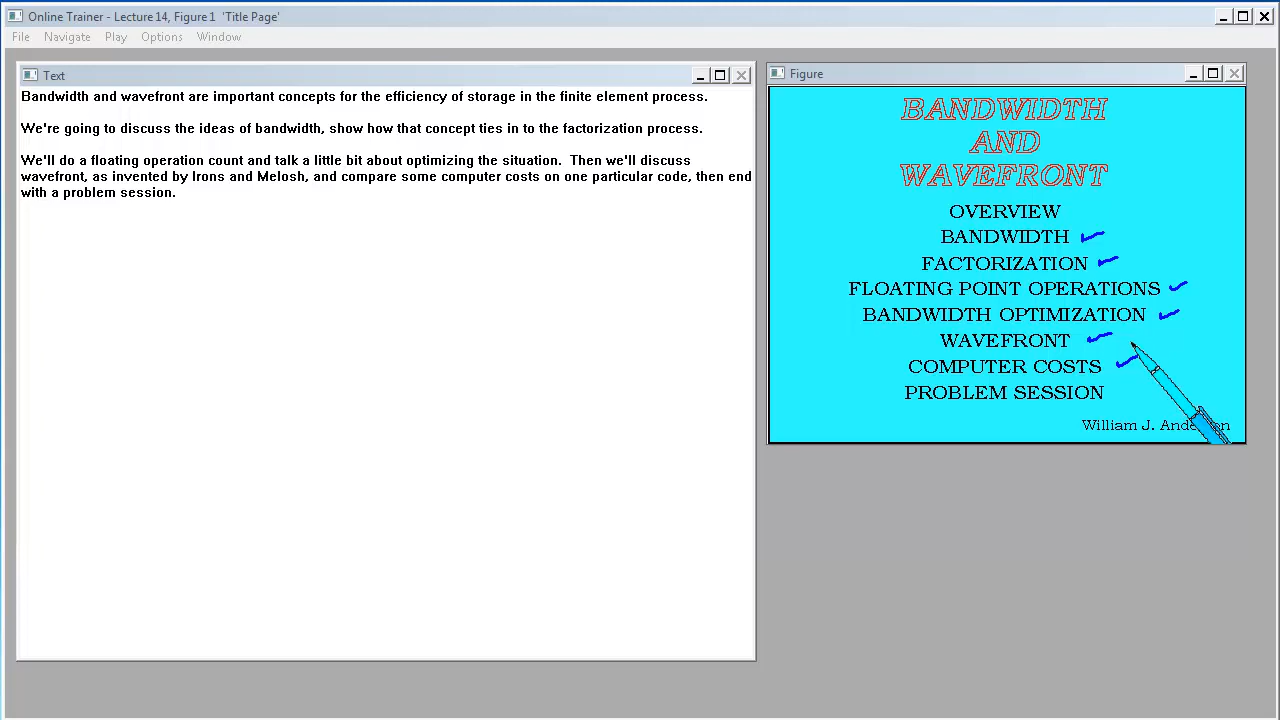 Online Trainer - Lecture 14, Figure 1 'Title Page'
File Navigate Play Options Window
Text
Bandwidth and wavefront are important concepts for the efficiency of storage in the finite element process.
We're going to discuss the ideas of bandwidth, show how that concept ties in to the factorization process.
We'll do a floating operation count and talk a little bit about optimizing the situation. Then we'll discuss
wavefront, as invented by Irons and Melosh, and compare some computer costs on one particular code, then end
with a problem session.
Figure
BANDWIDTH
AND
WAVEFRONT
OVERVIEW
BANDWIDTH
FACTORIZATION
FLOATING POINT OPERATIONS
BANDWIDTH OPTIMIZATION
WAVEFRONT
COMPUTER COSTS
PROBLEM SESSION
William J.